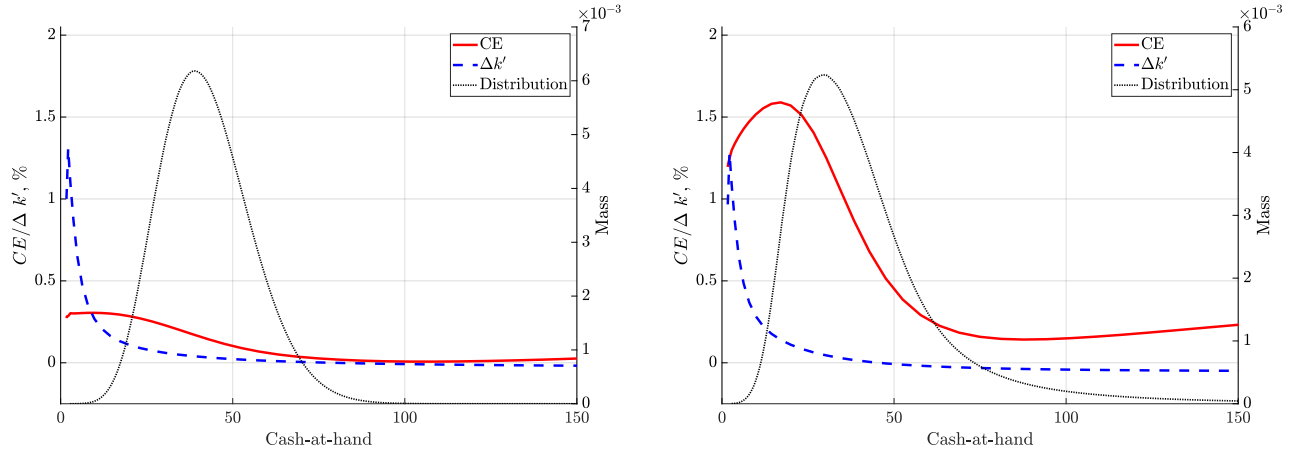 ×10⁻³
2
1.5
1
0.5
0
CE/Δ k′, %
7
6
5
4
3
2
1
0
Mass
CE
Δk′
Distribution
0
50
100
150
Cash-at-hand
×10⁻³
2
1.5
1
0.5
0
CE/Δ k′, %
6
5
4
3
2
1
0
Mass
CE
Δk′
Distribution
0
50
100
150
Cash-at-hand